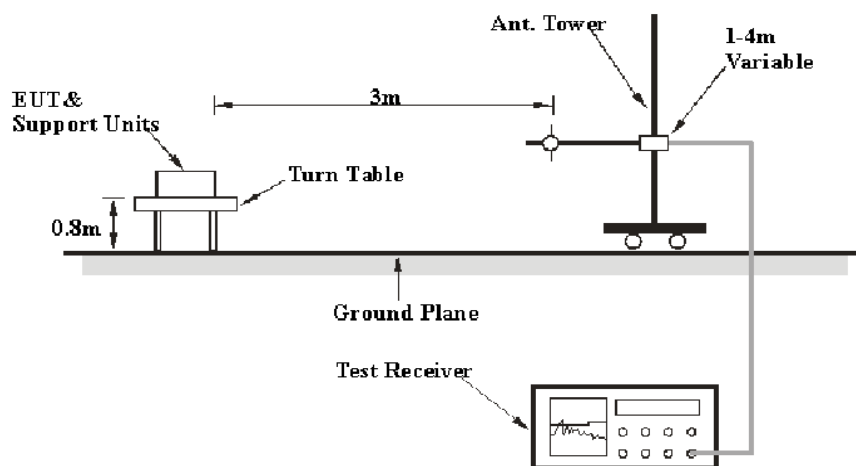 Ant. Tower
1-4m
Variable
3m
EUT&
Support Units
Turn Table
0.8m
Ground Plane
Test Receiver